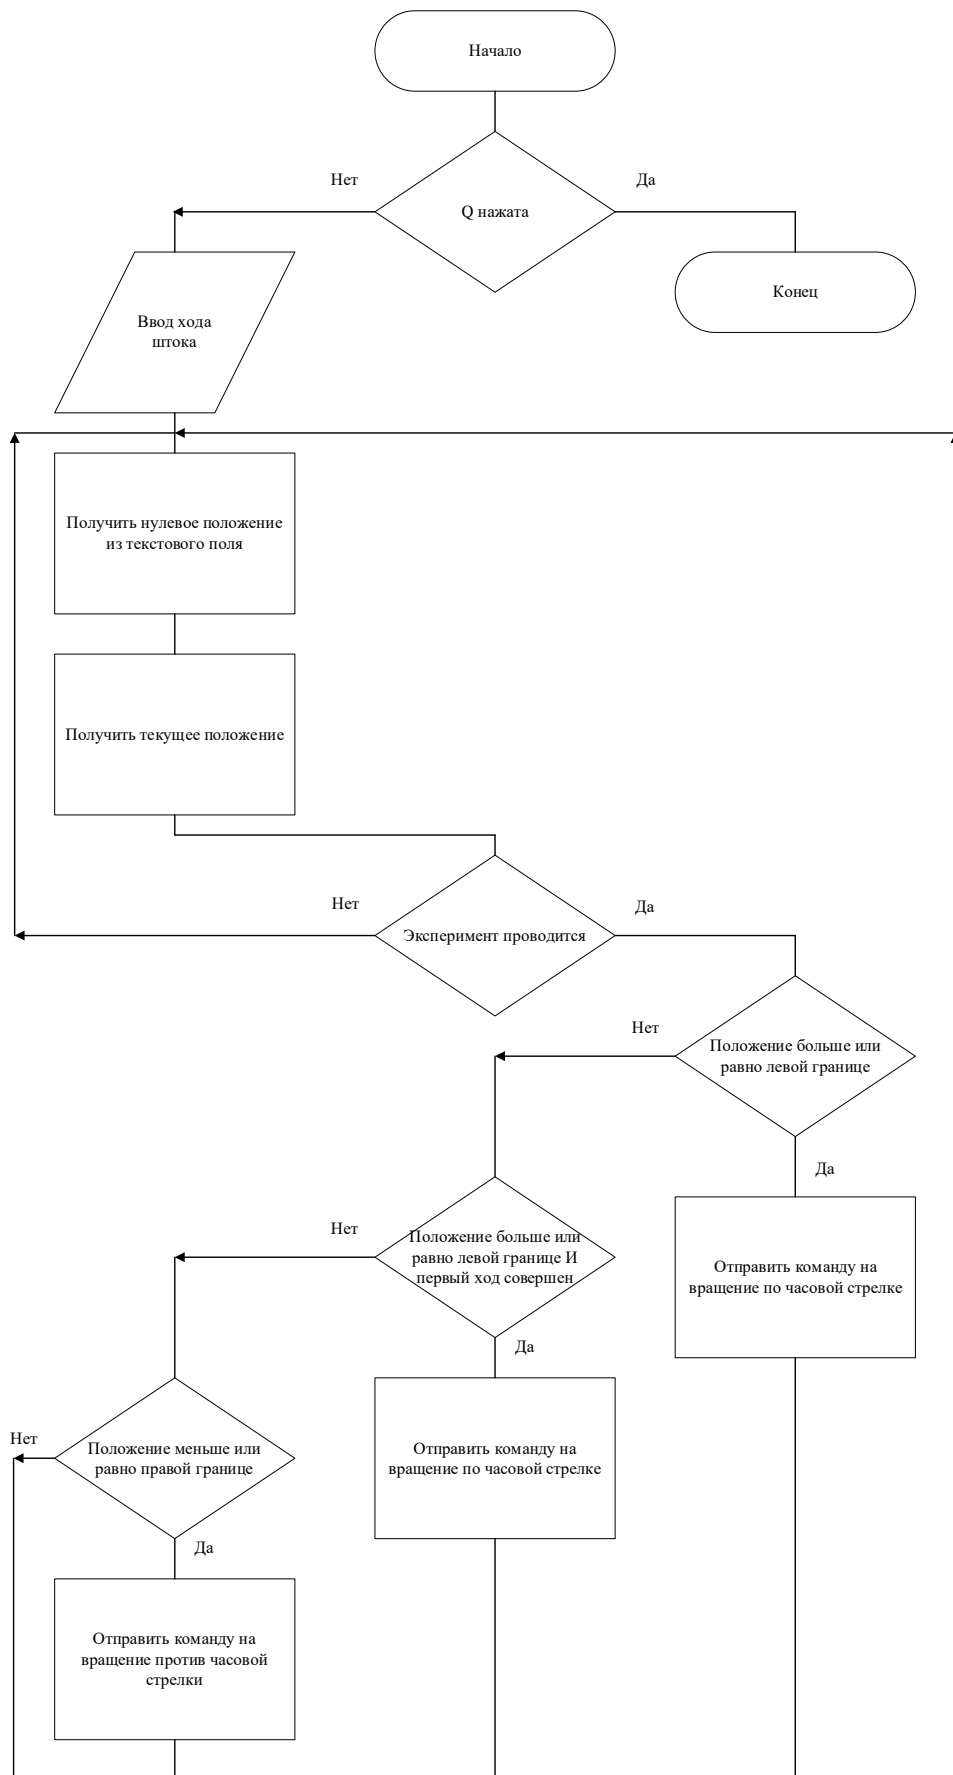 Начало
Нет
Да
Q нажата
Конец
Ввод хода
штока
Получить нулевое положение
из текстового поля
Получить текущее положение
Нет
Да
Эксперимент проводится
Нет
Положение больше или
равно левой границе
Да
Отправить команду на
вращение по часовой стрелке
Нет
Положение больше или
равно левой границе И
первый ход совершен
Да
Отправить команду на
вращение по часовой стрелке
Нет
Положение меньше или
равно правой границе
Да
Отправить команду на
вращение против часовой
стрелки